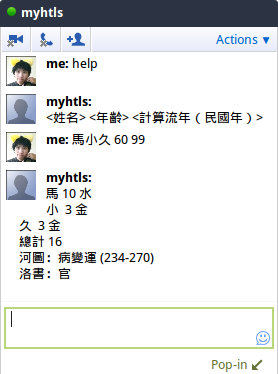 myhtls
Actions ▼
me: help
myhtls:
<姓名> <年齡> <計算流年（民國年）>
me: 馬小久 60 99
myhtls:
馬 10 水
小 3 金
久 3 金
總計 16
河圖：病變運 (234-270)
洛書：官
Pop-in